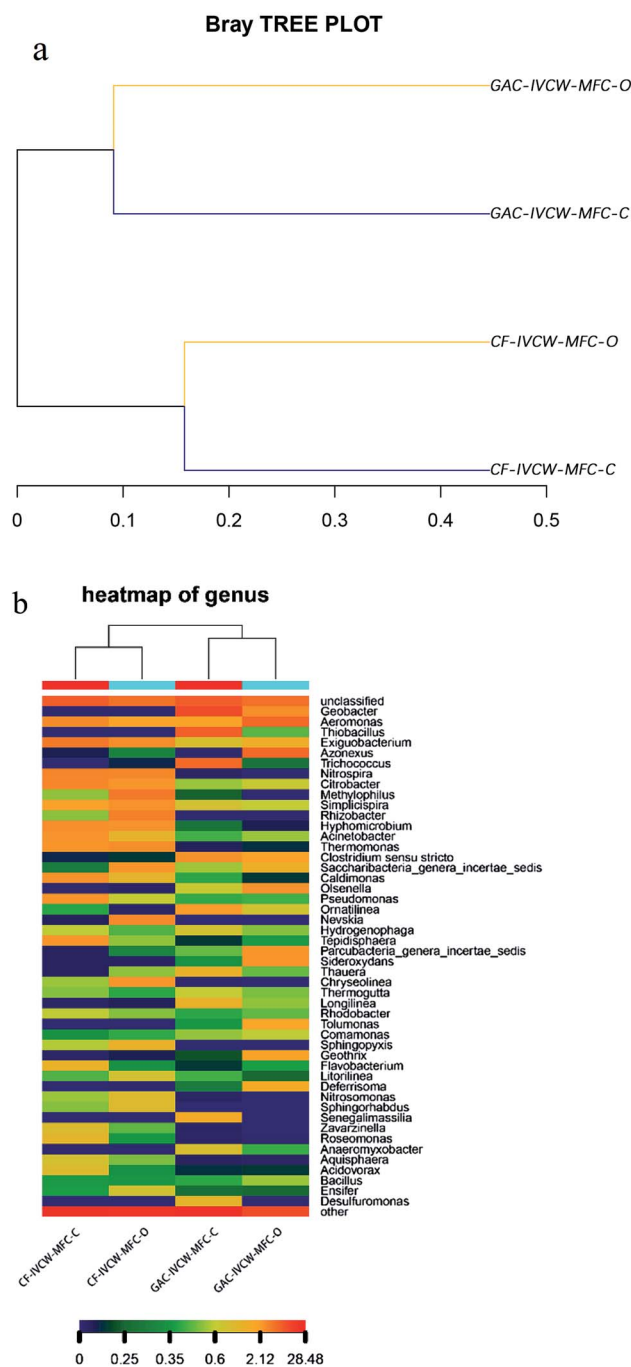 Bray TREE PLOT
a
GAC-IVCW-MFC-O
GAC-IVCW-MFC-C
CF-IVCW-MFC-O
CF-IVCW-MFC-C
0 0.1 0.2 0.3 0.4 0.5
b
heatmap of genus
unclassified
Geobacter
Aeromonas
Thiobacillus
Exiguobacterium
Azonexus
Trichococcus
Nitrospira
Citrobacter
Methylophilus
Simplicispira
Rhizobacter
Hyphomicrobium
Acinetobacter
Thermomonas
Clostridium sensu stricto
Saccharibacteria_genera_incertae_sedis
Caldimonas
Olsenella
Pseudomonas
Ornatilinea
Nevskia
Hydrogenophaga
Tepidisphaera
Parcubacteria_genera_incertae_sedis
Sideroxydans
Thauera
Chryseolinea
Thermogutta
Longilinea
Rhodobacter
Tolumonas
Comamonas
Sphingopyxis
Geothrix
Flavobacterium
Litorilinea
Deferrisoma
Nitrosomonas
Sphingorhabdus
Senegalimassilia
Zavarzinella
Roseomonas
Anaeromyxobacter
Aquisphaera
Acidovorax
Bacillus
Ensifer
Desulfuromonas
other
CF-IVCW-MFC-C CF-IVCW-MFC-O GAC-IVCW-MFC-C GAC-IVCW-MFC-O
0 0.25 0.35 0.6 2.12 28.48